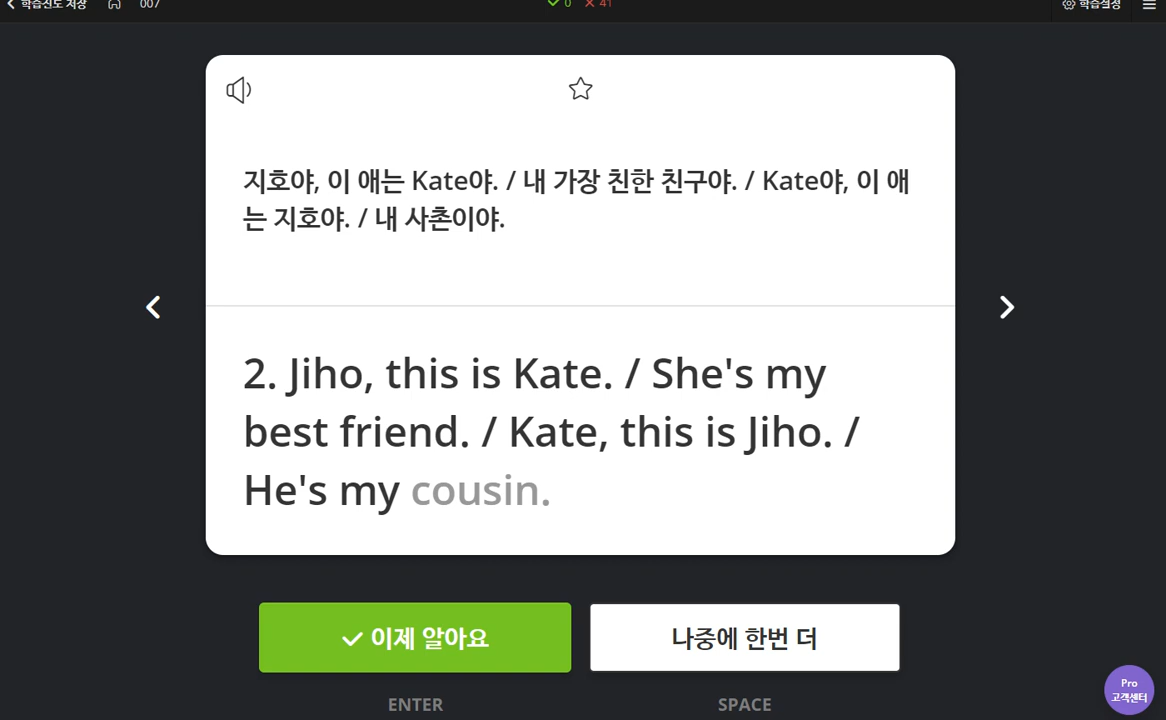 학습진도 저장
007
0
41
학습설정
지호야, 이 애는 Kate야. / 내 가장 친한 친구야. / Kate야, 이 애
는 지호야. / 내 사촌이야.
2. Jiho, this is Kate. / She's my
best friend. / Kate, this is Jiho. /
He's my cousin.
이제 알아요
나중에 한번 더
ENTER
SPACE
Pro
고객센터